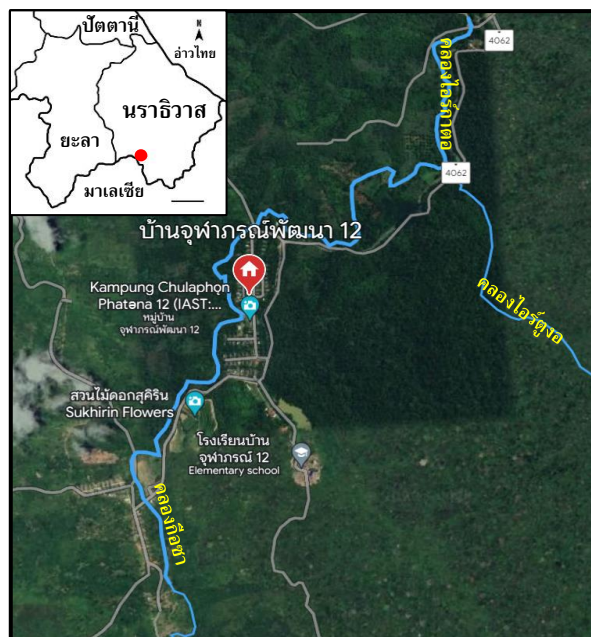 ปัตตานี
N
อ่าวไทย
นราธิวาส
ยะลา
มาเลเซีย
4062
คลองไอร์กาดอ
4062
บ้านจุฬาภรณ์พัฒนา 12
Kampung Chulaphon
Phatena 12 (IAST:...
หมู่บ้าน
จุฬาภรณ์พัฒนา 12
คลองไอร์ตูงอ
สวนไม้ดอกสุคิริน
Sukhirin Flowers
โรงเรียนบ้าน
จุฬาภรณ์ 12
Elementary school
คลองกือซา